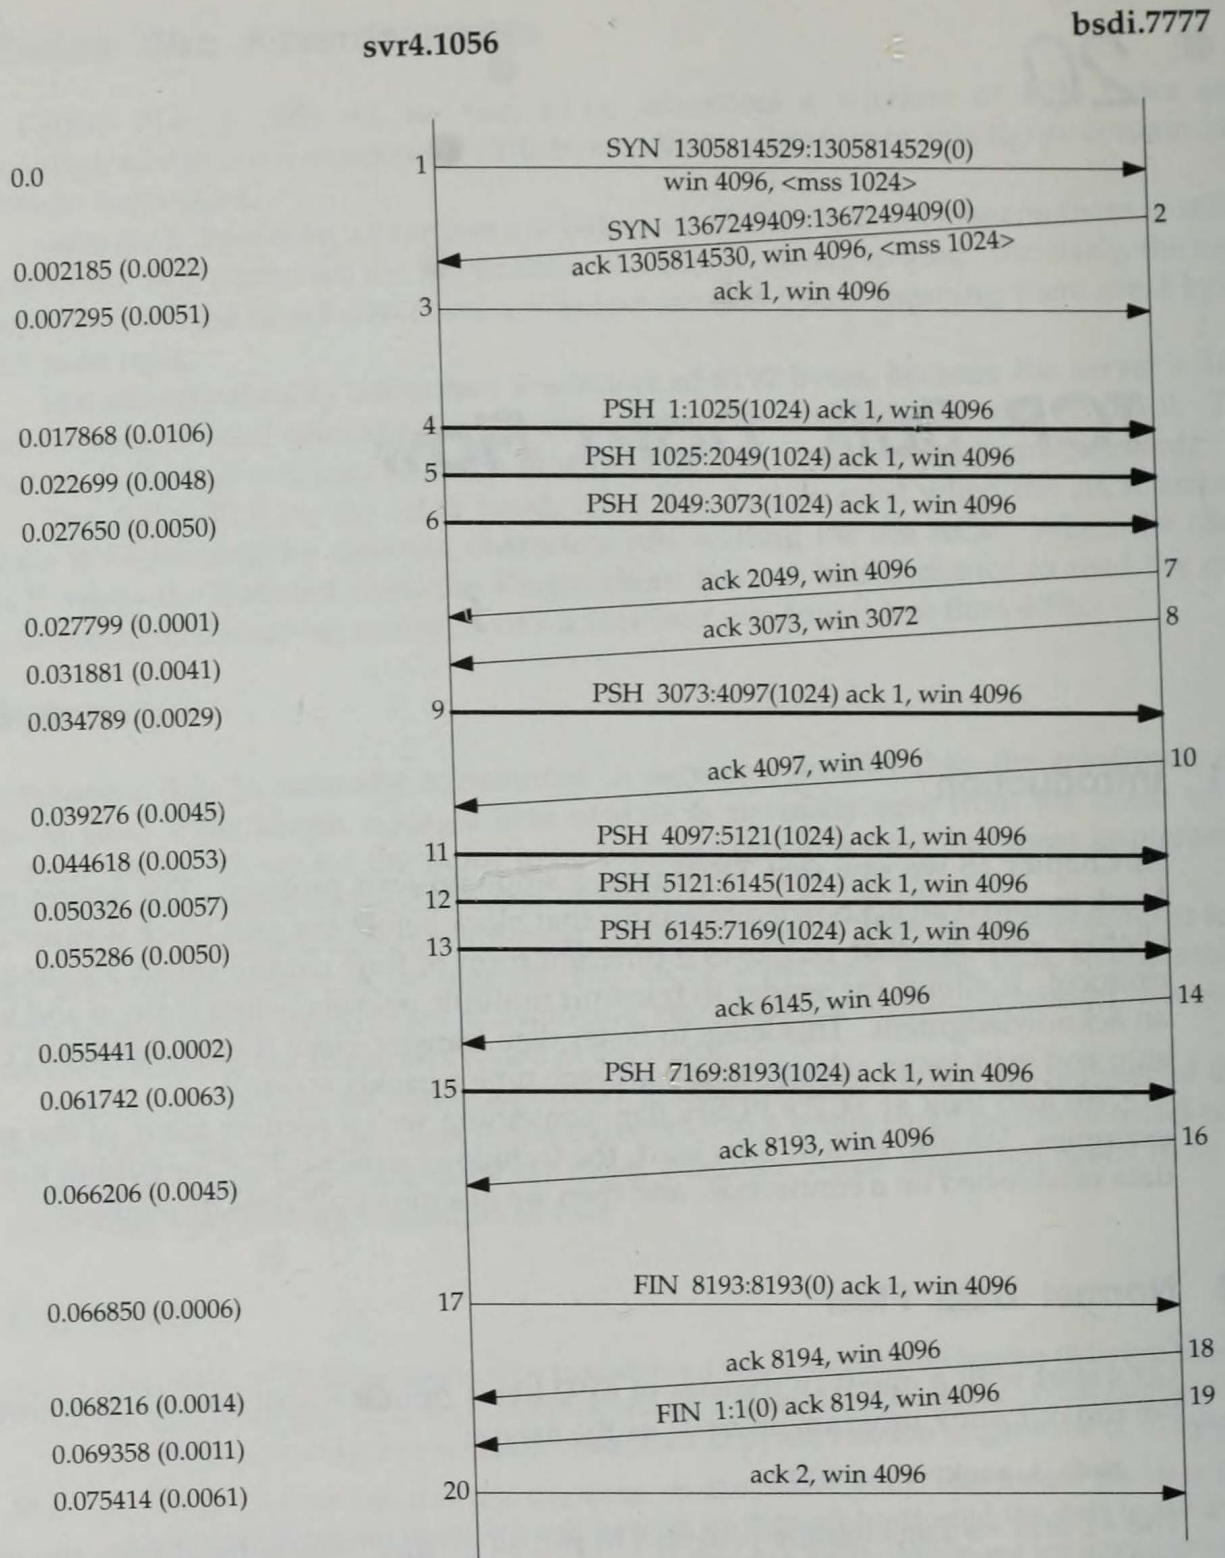 bsdi.7777
svr4.1056
0.0
1
SYN 1305814529:1305814529(0)
win 4096, <mss 1024>
SYN 1367249409:1367249409(0)
2
0.002185 (0.0022)
ack 1305814530, win 4096, <mss 1024>
0.007295 (0.0051)
3
ack 1, win 4096
0.017868 (0.0106)
4
PSH 1:1025(1024) ack 1, win 4096
0.022699 (0.0048)
5
PSH 1025:2049(1024) ack 1, win 4096
0.027650 (0.0050)
6
PSH 2049:3073(1024) ack 1, win 4096
ack 2049, win 4096
7
0.027799 (0.0001)
ack 3073, win 3072
8
0.031881 (0.0041)
0.034789 (0.0029)
9
PSH 3073:4097(1024) ack 1, win 4096
ack 4097, win 4096
10
0.039276 (0.0045)
0.044618 (0.0053)
11
PSH 4097:5121(1024) ack 1, win 4096
0.050326 (0.0057)
12
PSH 5121:6145(1024) ack 1, win 4096
0.055286 (0.0050)
13
PSH 6145:7169(1024) ack 1, win 4096
ack 6145, win 4096
14
0.055441 (0.0002)
0.061742 (0.0063)
15
PSH 7169:8193(1024) ack 1, win 4096
ack 8193, win 4096
16
0.066206 (0.0045)
0.066850 (0.0006)
17
FIN 8193:8193(0) ack 1, win 4096
ack 8194, win 4096
18
0.068216 (0.0014)
FIN 1:1(0) ack 8194, win 4096
19
0.069358 (0.0011)
0.075414 (0.0061)
20
ack 2, win 4096